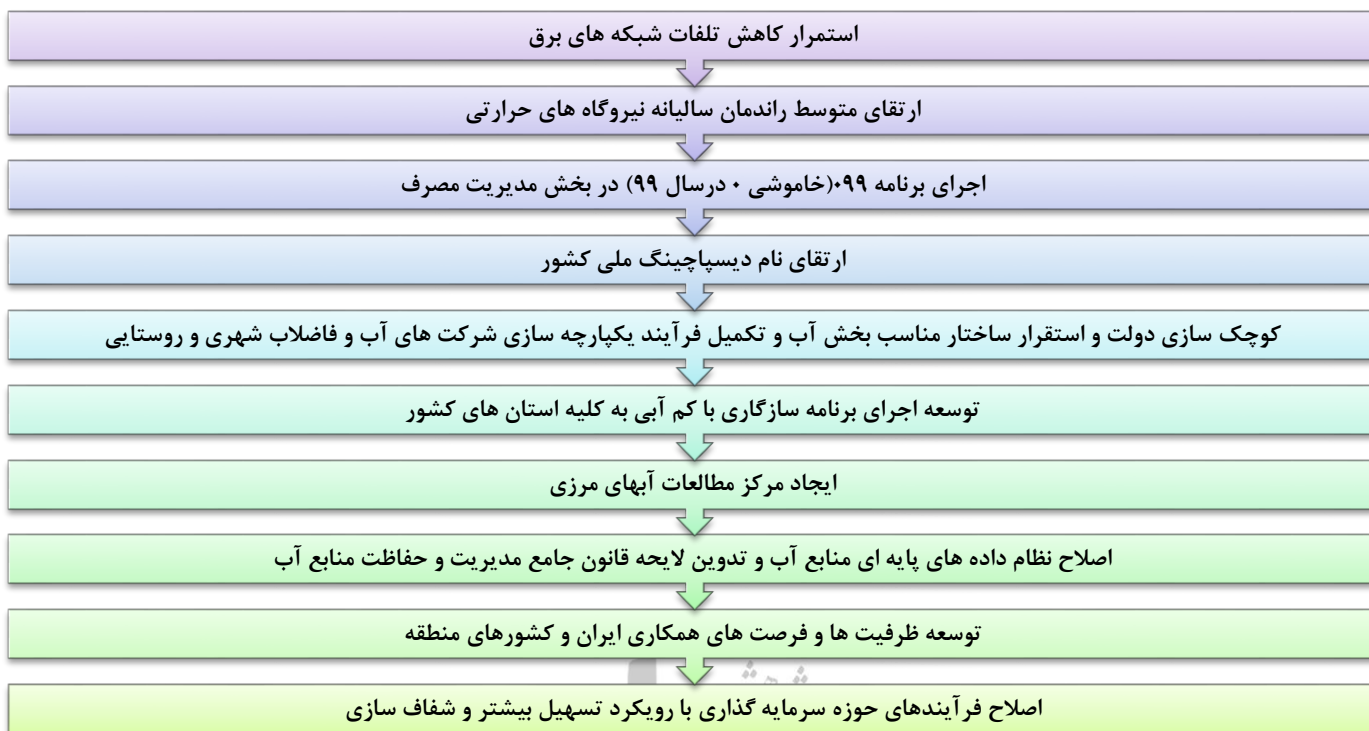 استمرار کاهش تلفات شبکه های برق
ارتقای متوسط راندمان سالیانه نیروگاه های حرارتی
اجرای برنامه ۰۹۹(خاموشی ۰ درسال ۹۹) در بخش مدیریت مصرف
ارتقای نام دیسپاچینگ ملی کشور
کوچک سازی دولت و استقرار ساختار مناسب بخش آب و تکمیل فرآیند یکپارچه سازی شرکت های آب و فاضلاب شهری و روستایی
توسعه اجرای برنامه سازگاری با کم آبی به کلیه استان های کشور
ایجاد مرکز مطالعات آبهای مرزی
اصلاح نظام داده های پایه ای منابع آب و تدوین لایحه قانون جامع مدیریت و حفاظت منابع آب
توسعه ظرفیت ها و فرصت های همکاری ایران و کشورهای منطقه
اصلاح فرآیندهای حوزه سرمایه گذاری با رویکرد تسهیل بیشتر و شفاف سازی